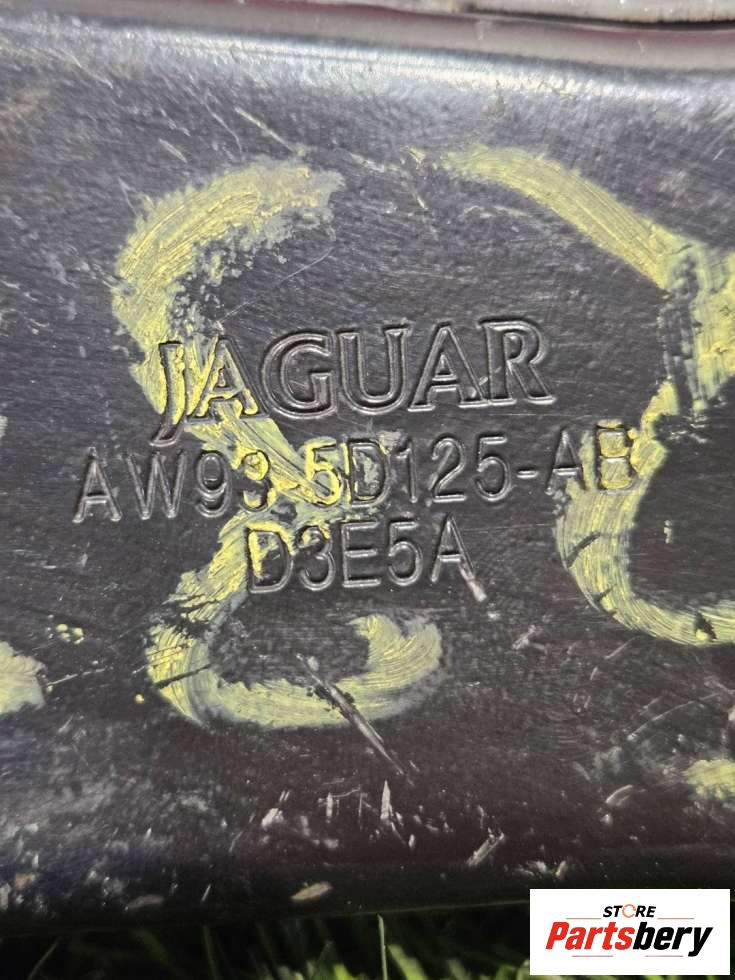 JAGUAR
AW93 5D125-AB
D3E5A
STORE
Partsbery